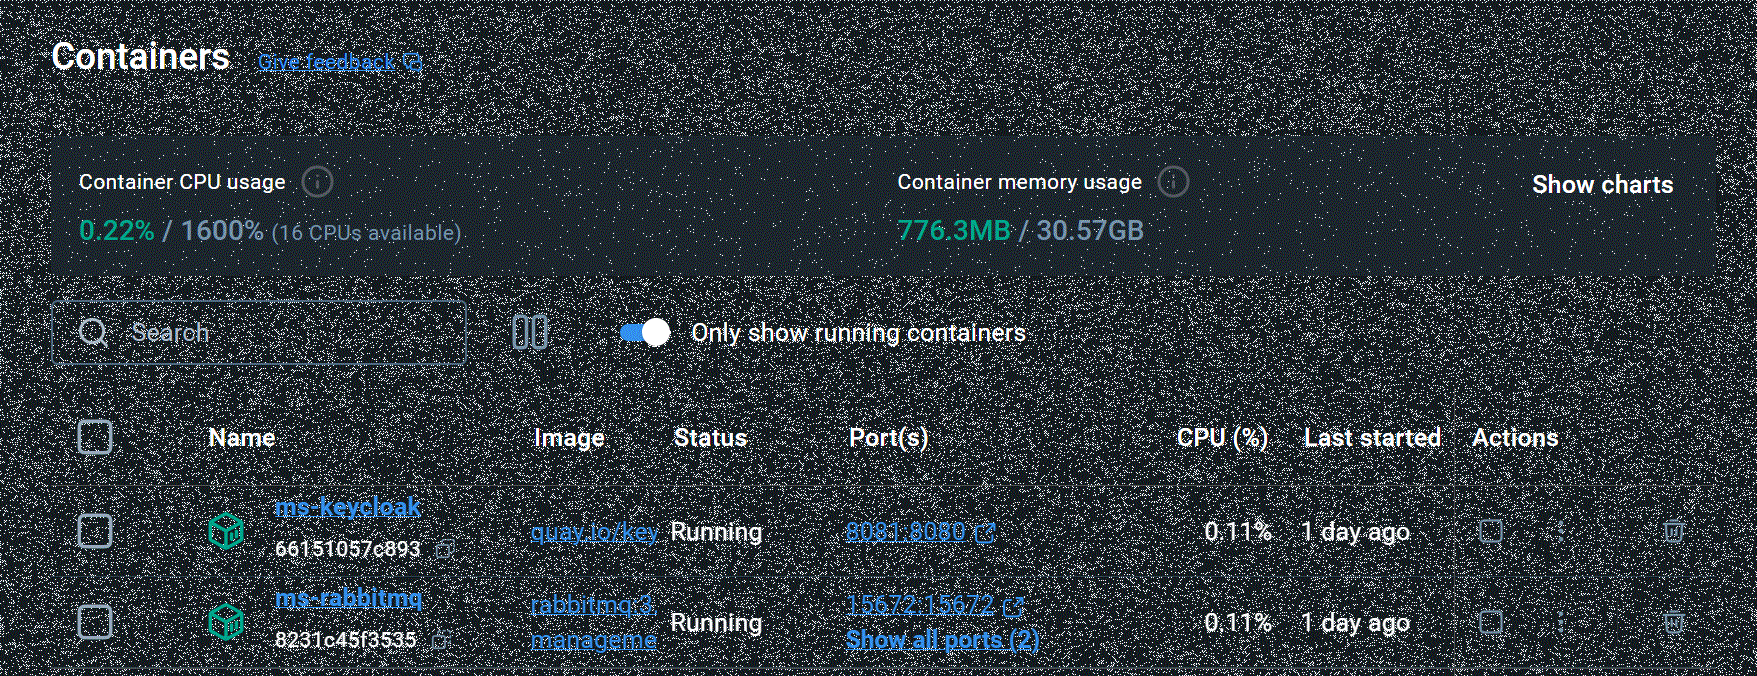 Containers Give feedback
Container CPU usage
0.22% / 1600% (16 CPUs available)
Container memory usage
776.3MB / 30.57GB
Show charts
Search
Only show running containers
Name Image Status Port(s) CPU (%) Last started Actions
ms-keycloak
66151057c893
quay.io/key Running 8081:8080 0.11% 1 day ago
ms-rabbitmq
8231c45f3535
rabbitmq:3.
manageme
Running
15672:15672
Show all ports (2)
0.11% 1 day ago